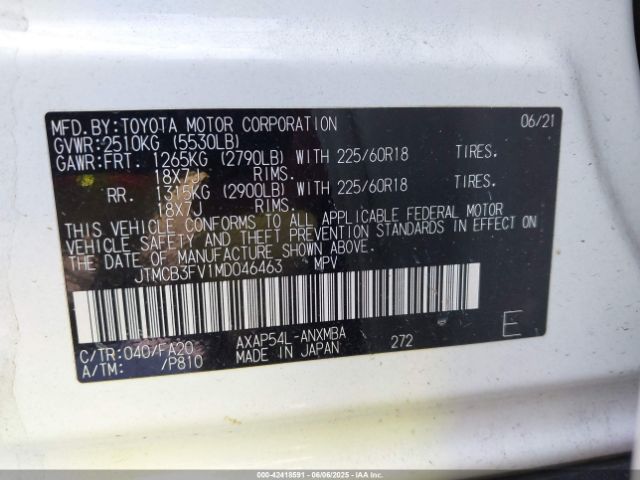 MFD.BY:TOYOTA MOTOR CORPORATION 06/21
GVWR:2510KG (5530LB)
GAWR:FRT. 1265KG (2790LB) WITH 225/60R18 TIRES.
18X7J RIMS.
RR. 1315KG (2900LB) WITH 225/60R18 TIRES.
18X7J RIMS.
THIS VEHICLE CONFORMS TO ALL APPLICABLE FEDERAL MOTOR
VEHICLE SAFETY AND THEFT PREVENTION STANDARDS IN EFFECT ON
THE DATE OF MANUFACTURE SHOWN ABOVE.
JTMCB3FV1MD046463 MPV
C/TR:040/FA20 AXAP54L-ANXMBA 272 E
A/TM: /P810 MADE IN JAPAN
000-42418591 - 06/06/2025 - IAAI.COM